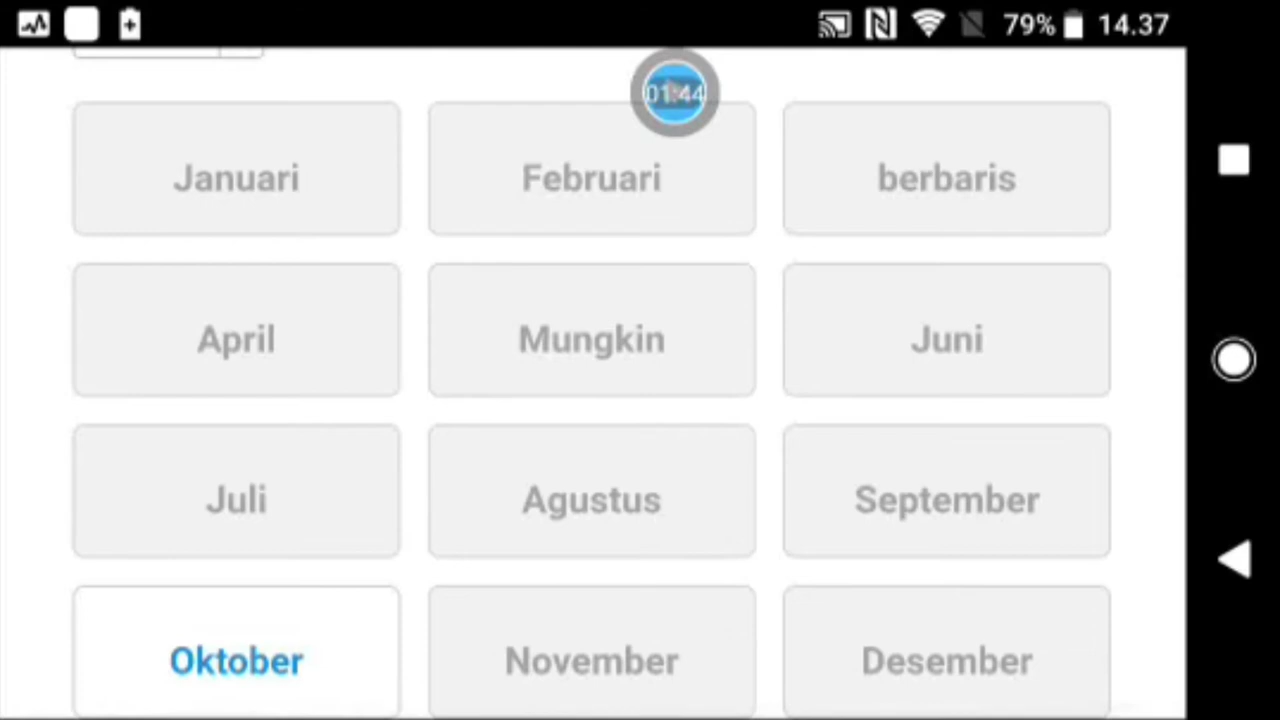 79% 14.37
01:44
Januari Februari berbaris
April Mungkin Juni
Juli Agustus September
Oktober November Desember